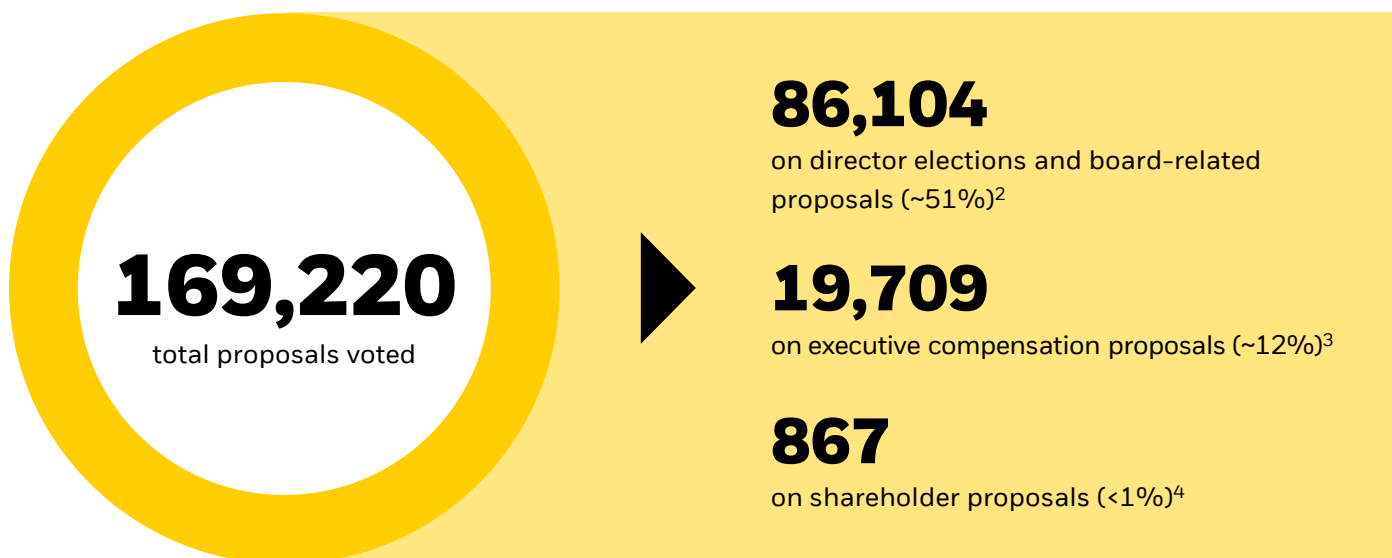 169,220
total proposals voted
86,104
on director elections and board-related
proposals (~51%)²
19,709
on executive compensation proposals (~12%)³
867
on shareholder proposals (<1%)⁴